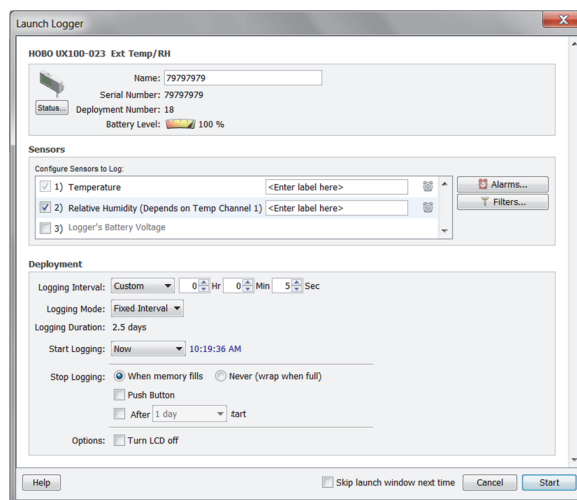 Launch Logger
HOBO UX100-023 Ext Temp/RH
Name: 79797979
Serial Number: 79797979
Status... Deployment Number: 18
Battery Level: 100 %
Sensors
Configure Sensors to Log:
1) Temperature <Enter label here>
Alarms...
2) Relative Humidity (Depends on Temp Channel 1) <Enter label here>
Filters...
3) Logger's Battery Voltage
Deployment
Logging Interval: Custom 0 Hr 0 Min 5 Sec
Logging Mode: Fixed Interval
Logging Duration: 2.5 days
Start Logging: Now 10:19:36 AM
Stop Logging: When memory fills Never (wrap when full)
Push Button
After 1 day start
Options: Turn LCD off
Help Skip launch window next time Cancel Start